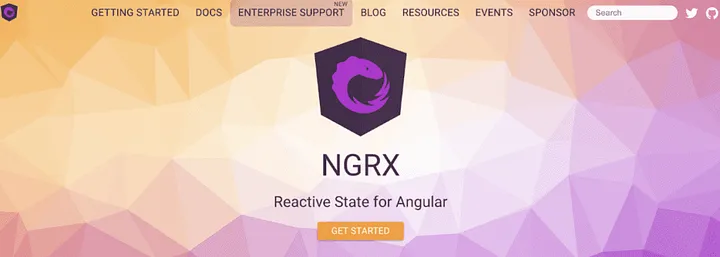 NEW
GETTING STARTED DOCS ENTERPRISE SUPPORT BLOG RESOURCES EVENTS SPONSOR Search
NGRX
Reactive State for Angular
GET STARTED